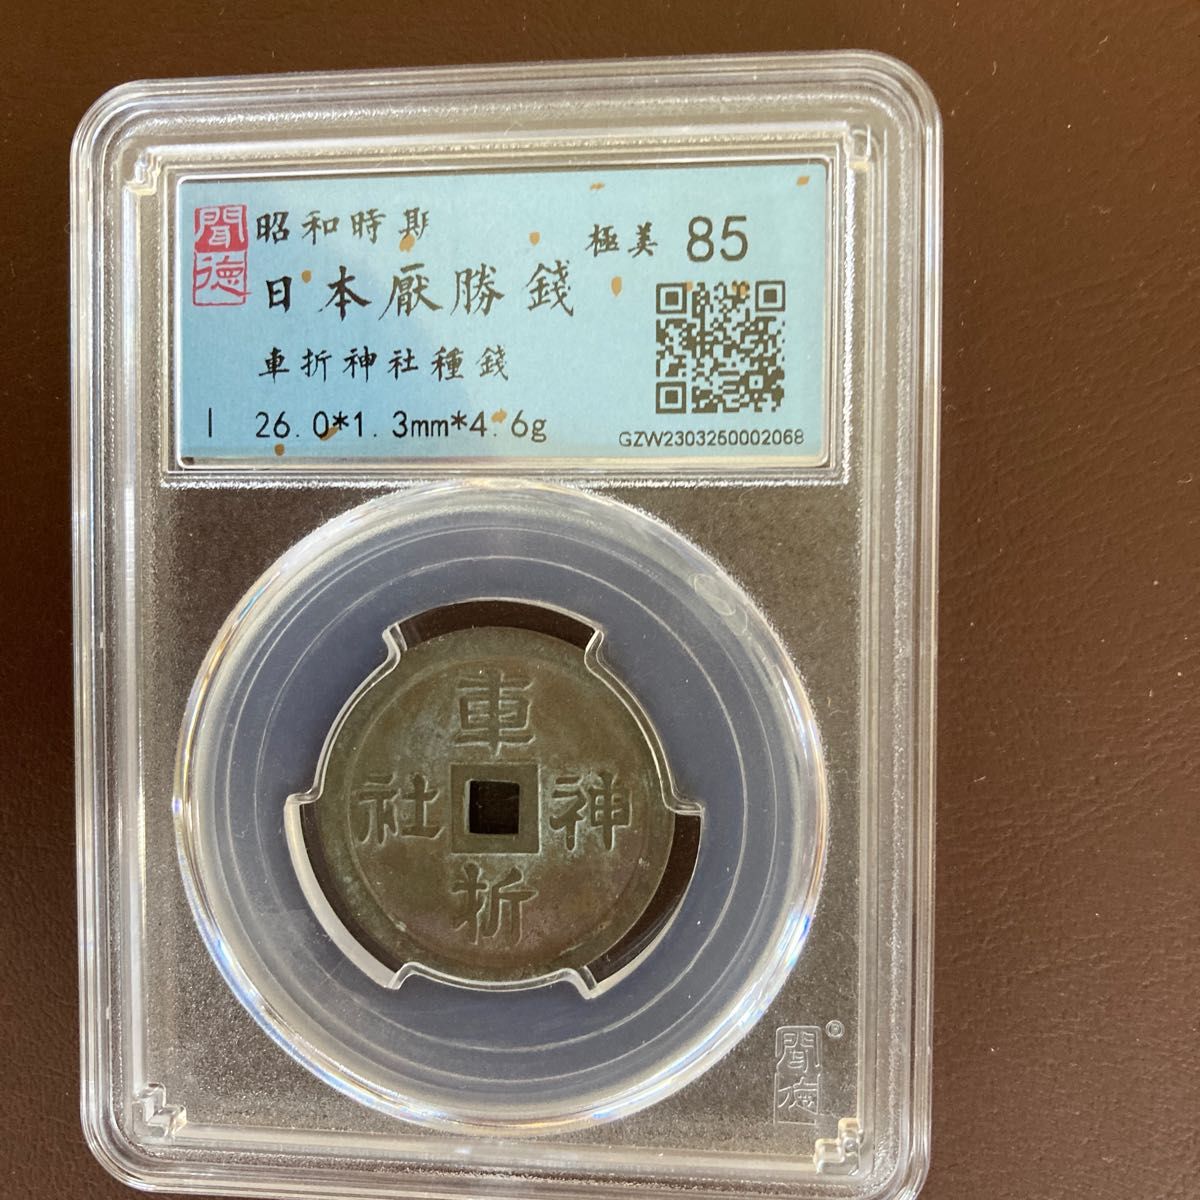 聞德
昭和時期
極美 85
日本厭勝錢
車折神社種錢
| 26.0*1.3mm*4.6g
GZW2303250002068
車折神社
聞德®